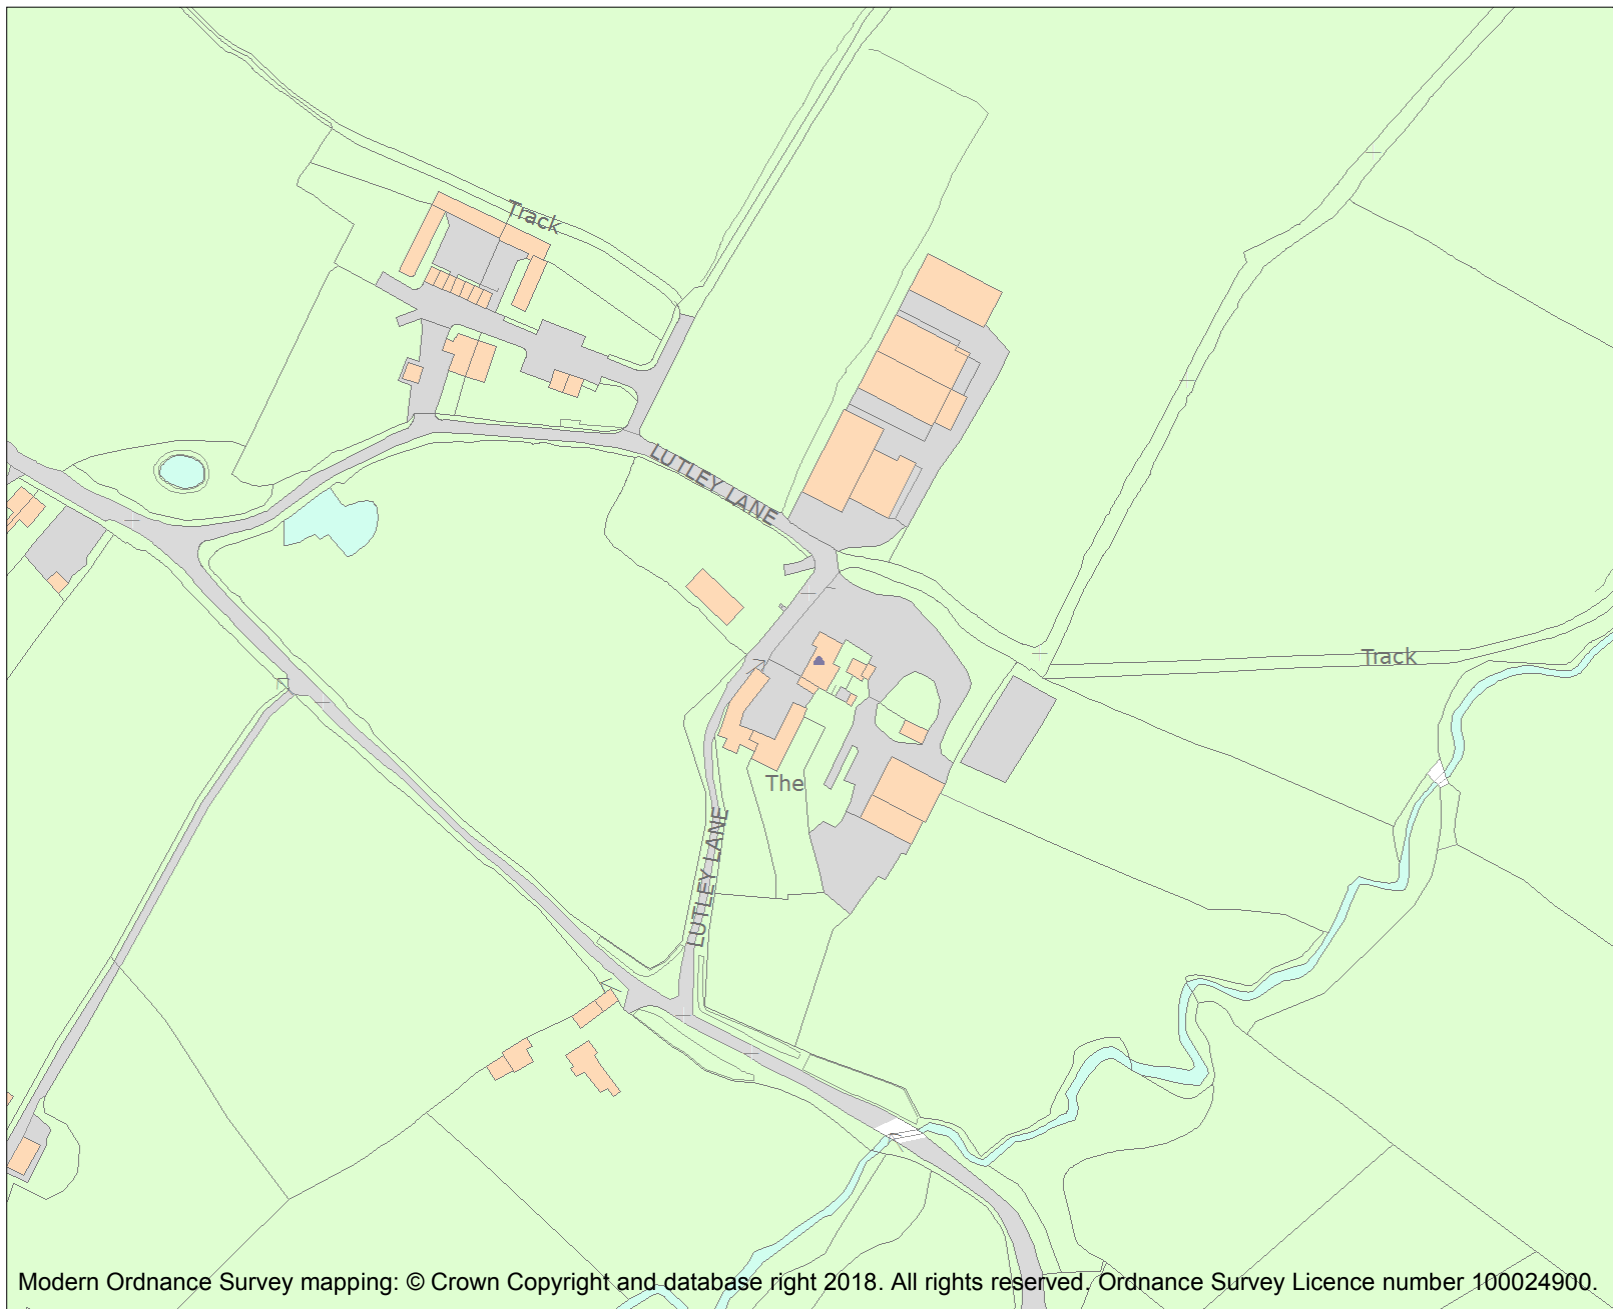 Track
LUTLEY LANE
Track
The
LUTLEY LANE
Modern Ordnance Survey mapping: © Crown Copyright and database right 2018. All rights reserved. Ordnance Survey Licence number 100024900.